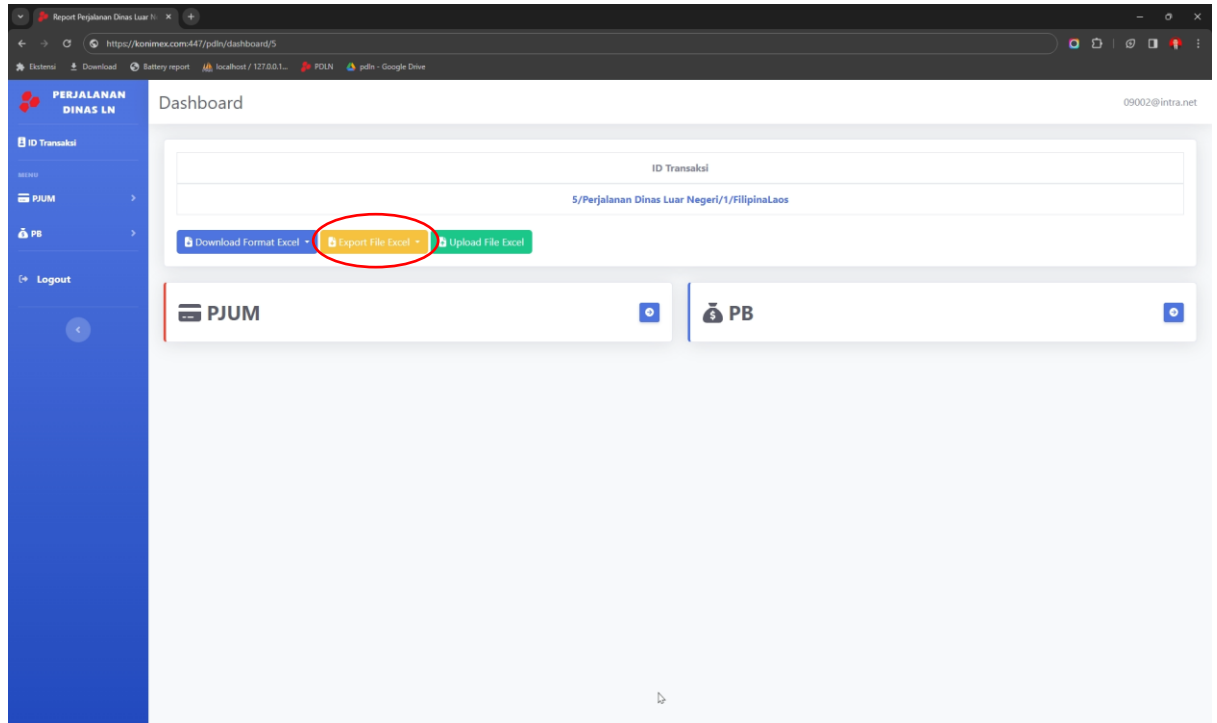 Report Perjalanan Dinas Luar N
https://konimex.com:447/pdln/dashboard/5
Ekstensi Download Battery report localhost / 127.0.0.1... PDLN pdln - Google Drive
PERJALANAN
DINAS LN
Dashboard
09002@intra.net
ID Transaksi
MENU
PJUM
PB
Logout
ID Transaksi
5/Perjalanan Dinas Luar Negeri/1/FilipinaLaos
Download Format Excel Export File Excel Upload File Excel
PJUM
PB